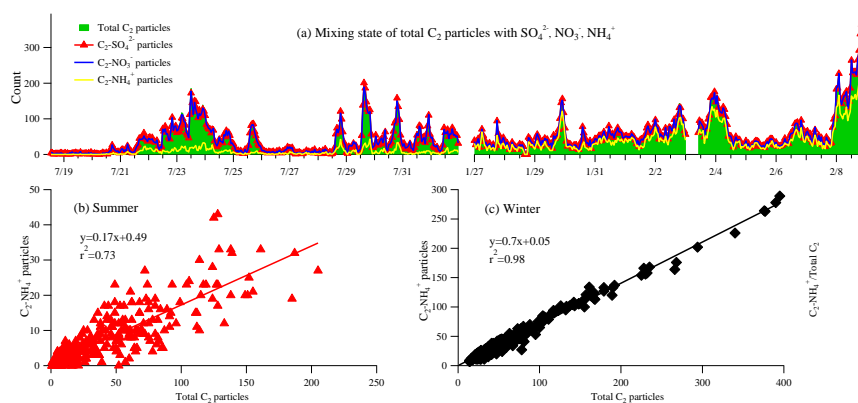 (a) Mixing state of total C₂ particles with SO₄²⁻, NO₃⁻, NH₄⁺
Total C₂ particles
C₂-SO₄²⁻ particles
C₂-NO₃⁻ particles
C₂-NH₄⁺ particles
Count
300
200
100
0
7/19 7/21 7/23 7/25 7/27 7/29 7/31 1/27 1/29 1/31 2/2 2/4 2/6 2/8
(b) Summer
y=0.17x+0.49
r²=0.73
C₂-NH₄⁺ particles
50
40
30
20
10
0
0 50 100 150 200 250
Total C₂ particles
(c) Winter
y=0.7x+0.05
r²=0.98
C₂-NH₄⁺ particles
300
250
200
150
100
50
0
0 100 200 300 400
Total C₂ particles
C₂-NH₄⁺/Total C₂